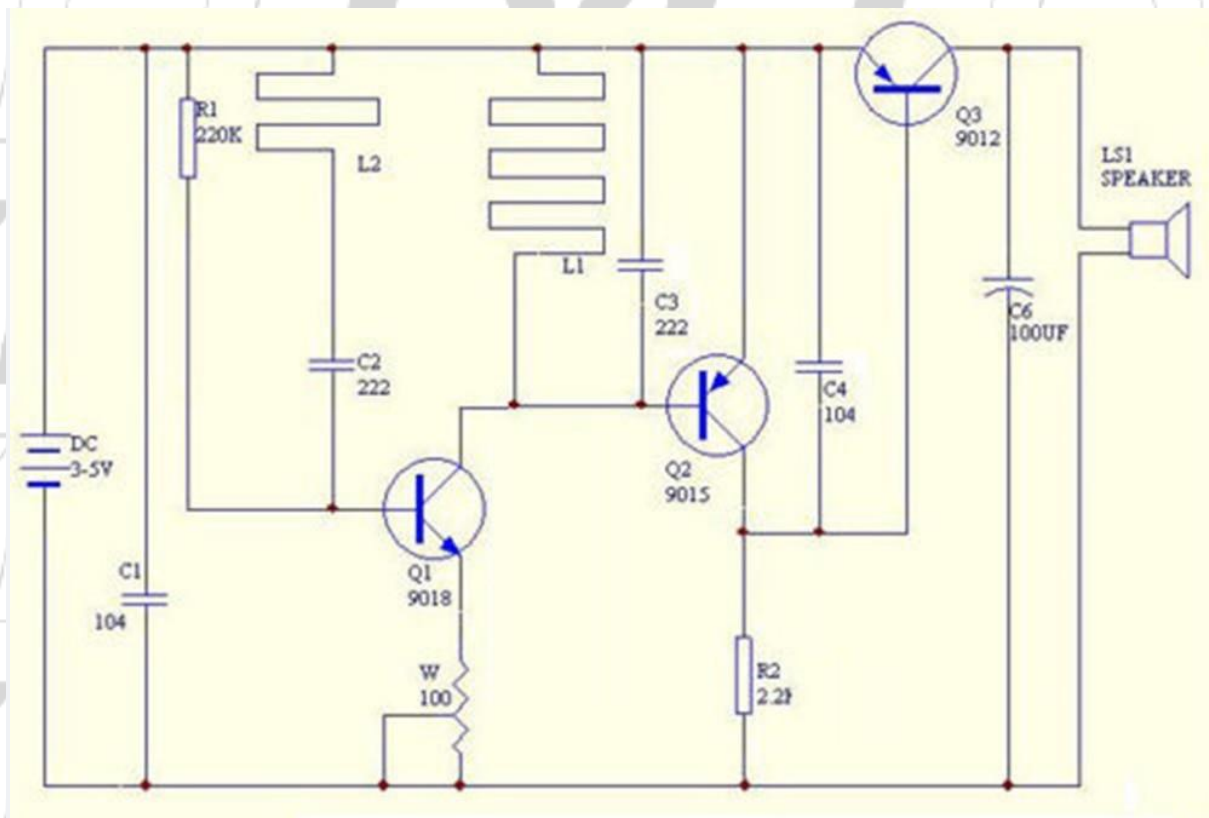 R1
220K
L2
L1
C3
222
C2
222
Q3
9012
LS1
SPEAKER
C6
100UF
C4
104
DC
3-5V
Q2
9015
C1
104
Q1
9018
W
100
R2